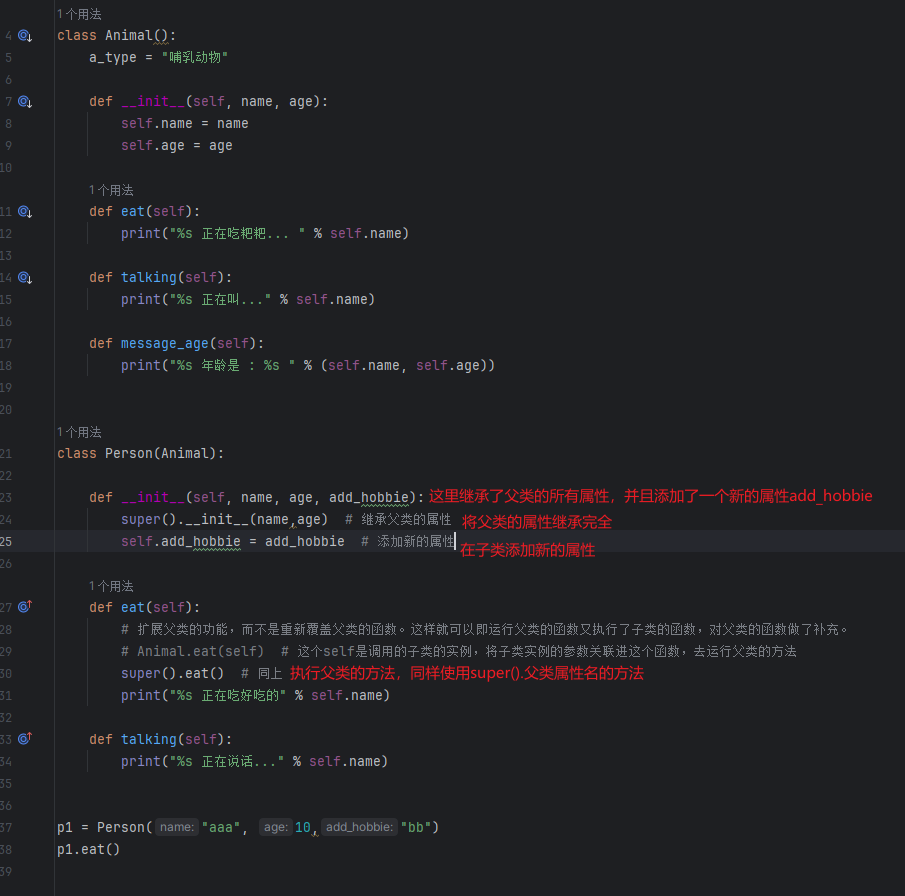 1个用法
4 class Animal():
5 a_type = "哺乳动物"
6
7 def __init__(self, name, age):
8 self.name = name
9 self.age = age
10
1个用法
11 def eat(self):
12 print("%s 正在吃粑粑... " % self.name)
13
14 def talking(self):
15 print("%s 正在叫..." % self.name)
16
17 def message_age(self):
18 print("%s 年龄是 : %s " % (self.name, self.age))
19
20
1个用法
21 class Person(Animal):
22
23 def __init__(self, name, age, add_hobbie): 这里继承了父类的所有属性，并且添加了一个新的属性add_hobbie
24 super().__init__(name,age) # 继承父类的属性 将父类的属性继承完全
25 self.add_hobbie = add_hobbie # 添加新的属性 在子类添加新的属性
26
1个用法
27 def eat(self):
28 # 扩展父类的功能，而不是重新覆盖父类的函数。这样就可以即运行父类的函数又执行了子类的函数，对父类的函数做了补充。
29 # Animal.eat(self) # 这个self是调用的子类的实例，将子类实例的参数关联进这个函数，去运行父类的方法
30 super().eat() # 同上 执行父类的方法，同样使用super().父类属性名的方法
31 print("%s 正在吃好吃的" % self.name)
32
33 def talking(self):
34 print("%s 正在说话..." % self.name)
35
36
37 p1 = Person( name: "aaa", age: 10, add_hobbie: "bb")
38 p1.eat()
39